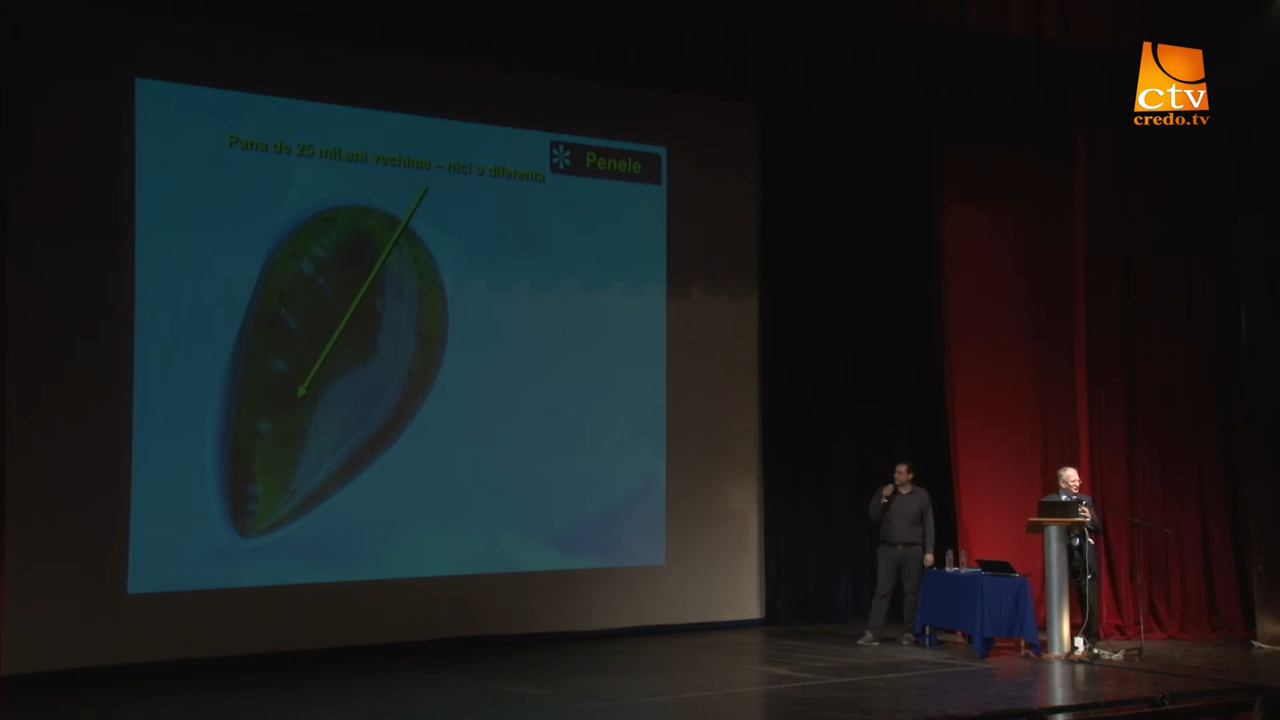 Pana de 25 mil.ani vechime – nici o diferenta
Penele
ctv
credo.tv